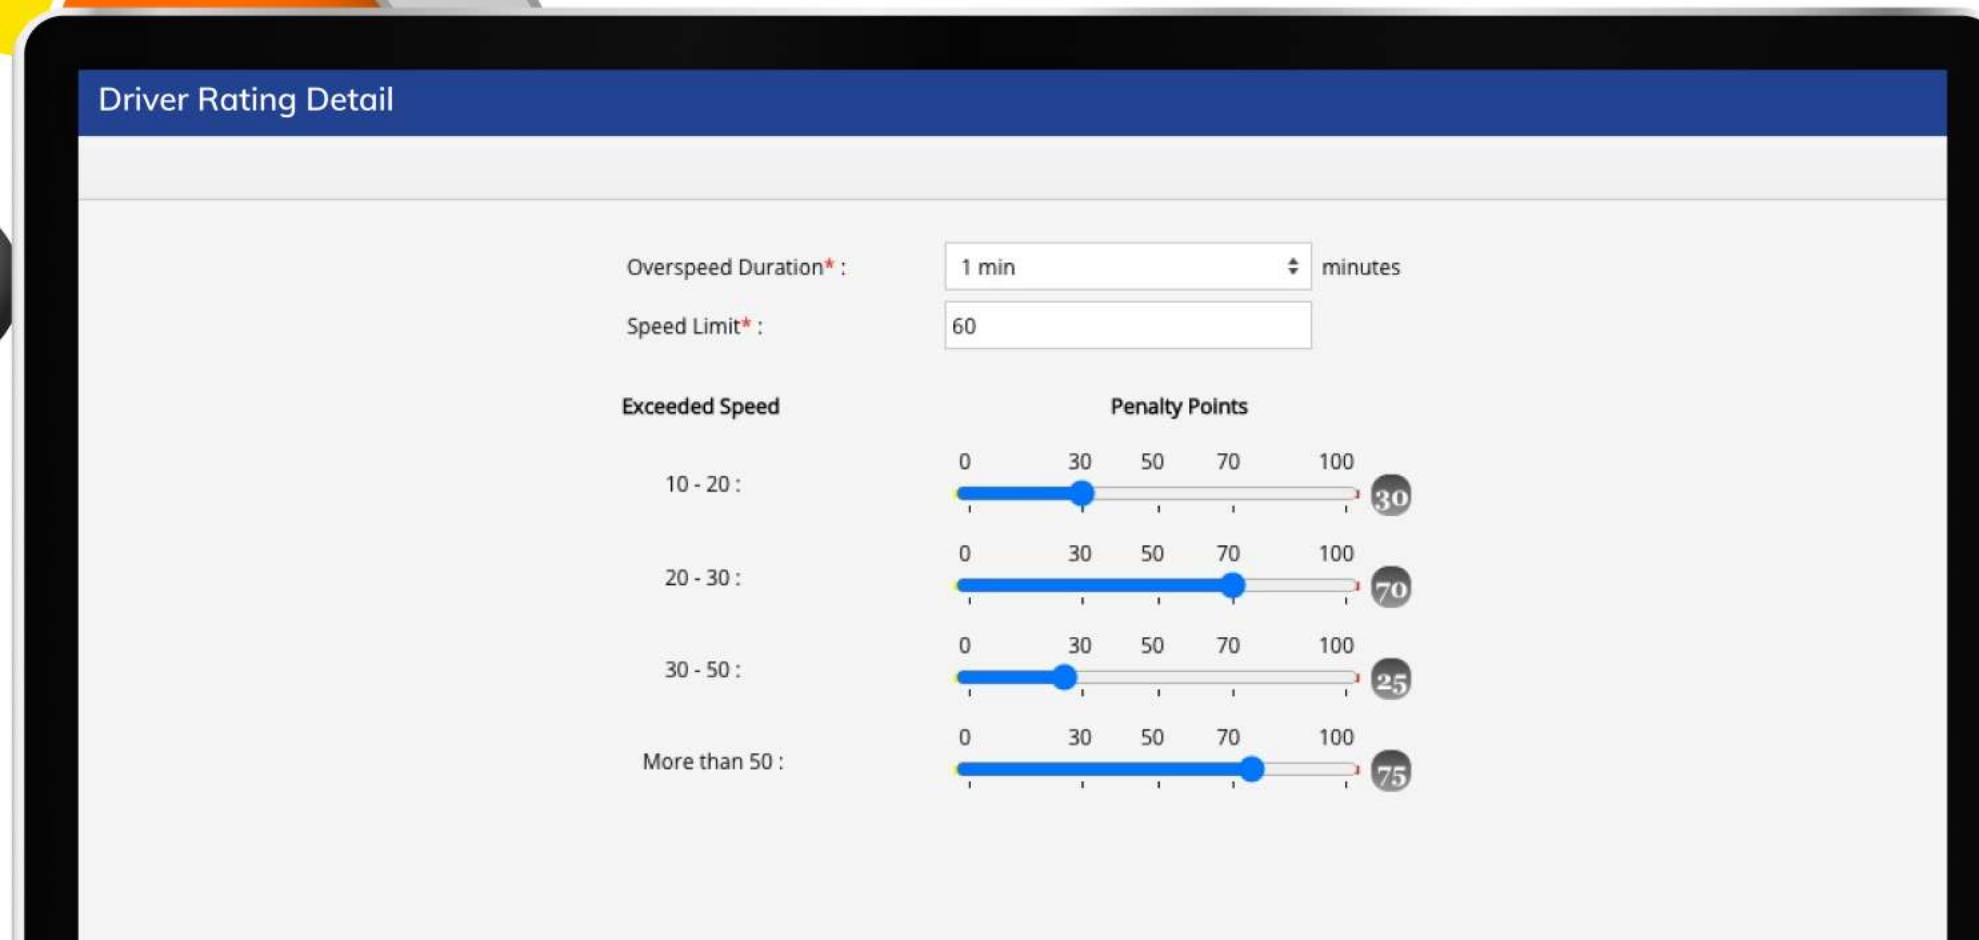 Driver Rating Detail
Overspeed Duration* : 1 min minutes
Speed Limit* : 60
Exceeded Speed Penalty Points
0 30 50 70 100
10 - 20 : 30
0 30 50 70 100
20 - 30 : 70
0 30 50 70 100
30 - 50 : 25
0 30 50 70 100
More than 50 : 75